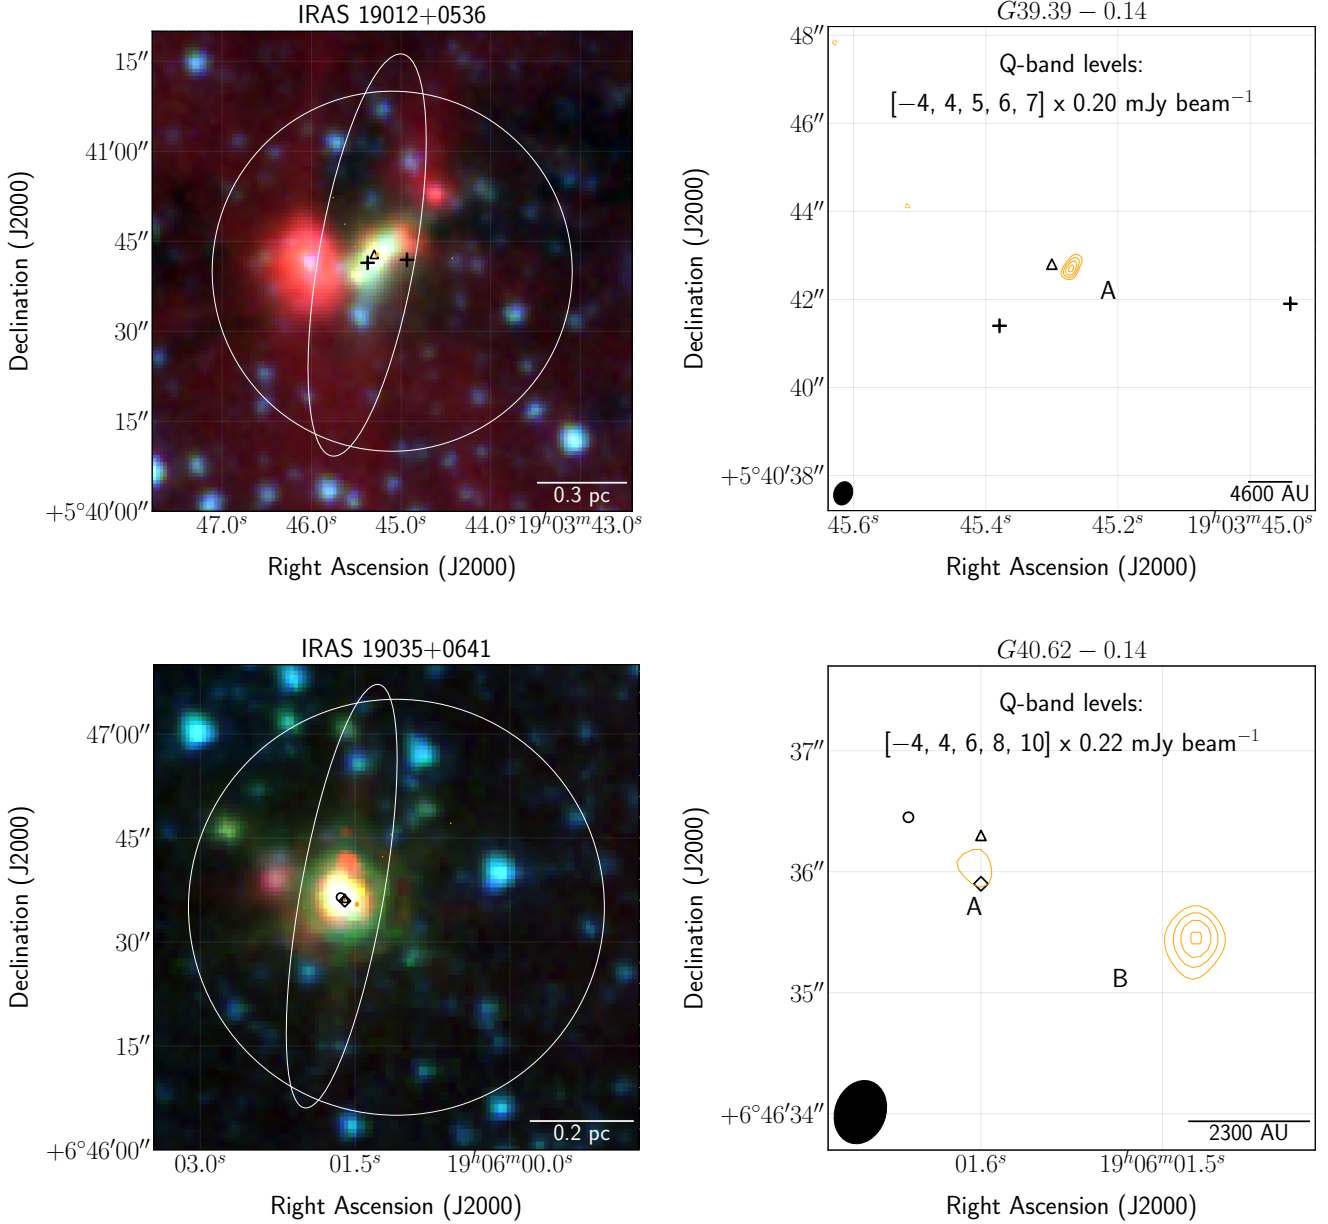 IRAS 19012+0536
15″
41′00″
45″
30″
15″
+5°40′00″
47.0ˢ 46.0ˢ 45.0ˢ 44.0ˢ 19ʰ03ᵐ43.0ˢ
0.3 pc
Declination (J2000)
Right Ascension (J2000)
G39.39 − 0.14
Q-band levels:
[−4, 4, 5, 6, 7] x 0.20 mJy beam⁻¹
48″
46″
44″
42″
40″
+5°40′38″
A
4600 AU
45.6ˢ 45.4ˢ 45.2ˢ 19ʰ03ᵐ45.0ˢ
Declination (J2000)
Right Ascension (J2000)
IRAS 19035+0641
47′00″
45″
30″
15″
+6°46′00″
03.0ˢ 01.5ˢ 19ʰ06ᵐ00.0ˢ
0.2 pc
Declination (J2000)
Right Ascension (J2000)
G40.62 − 0.14
Q-band levels:
[−4, 4, 6, 8, 10] x 0.22 mJy beam⁻¹
37″
36″
35″
+6°46′34″
A
B
2300 AU
01.6ˢ 19ʰ06ᵐ01.5ˢ
Declination (J2000)
Right Ascension (J2000)